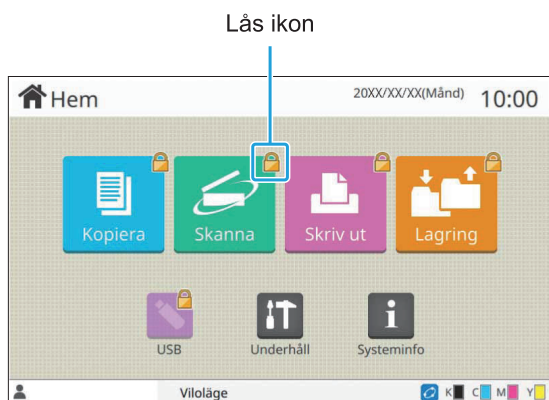 Lås ikon
Hem
20XX/XX/XX(Månd) 10:00
Kopiera
Skanna
Skriv ut
Lagring
USB
Underhåll
Systeminfo
Viloläge
K C M Y